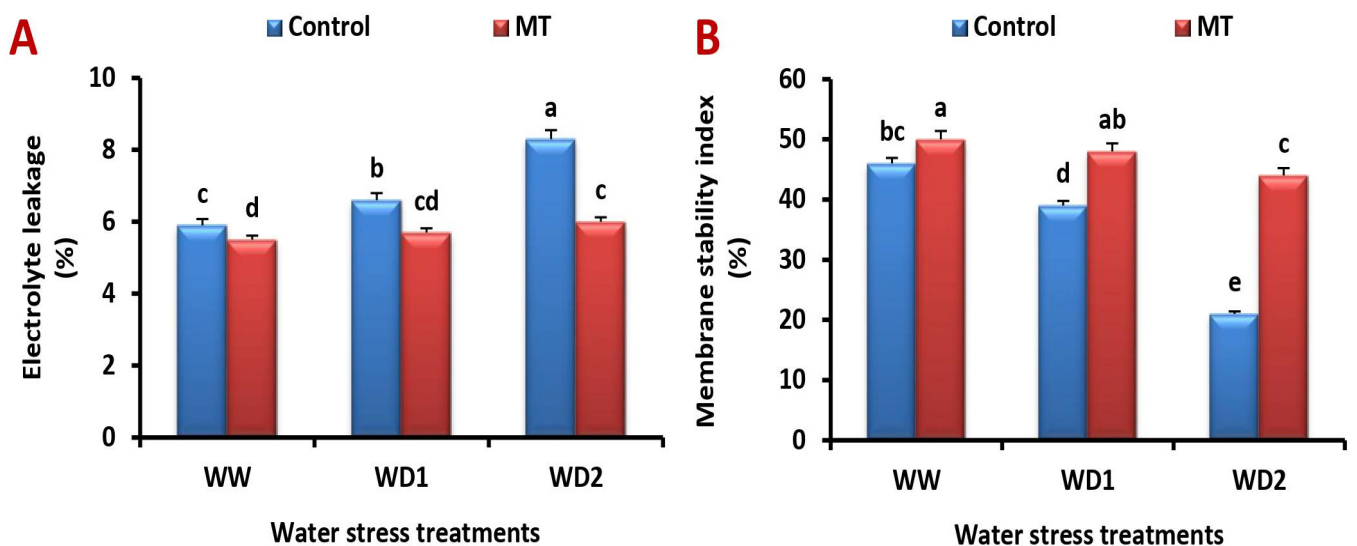 A
Control MT
Electrolyte leakage
(%)
10
8
6
4
2
0
c d b cd a c
WW WD1 WD2
Water stress treatments
B
Control MT
Membrane stability index
(%)
60
50
40
30
20
10
0
bc a d ab e c
WW WD1 WD2
Water stress treatments